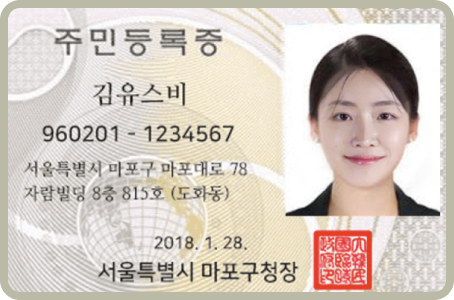 주민등록증
김유스비
960201 - 1234567
서울특별시 마포구 마포대로 78
자람빌딩 8층 815호 (도화동)
2018. 1. 28.
서울특별시 마포구청장